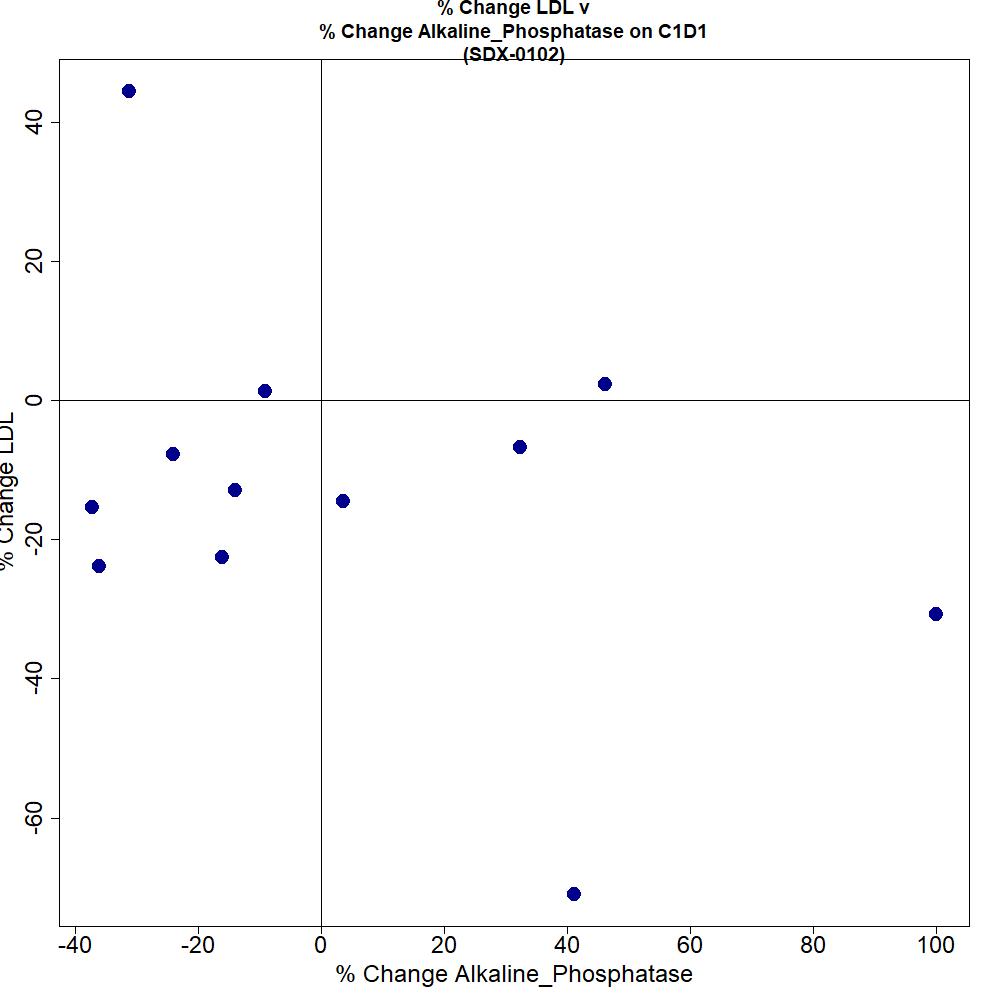 % Change LDL v
% Change Alkaline_Phosphatase on C1D1
(SDX-0102)
% Change LDL
40
20
0
-20
-40
-60
-40 -20 0 20 40 60 80 100
% Change Alkaline_Phosphatase